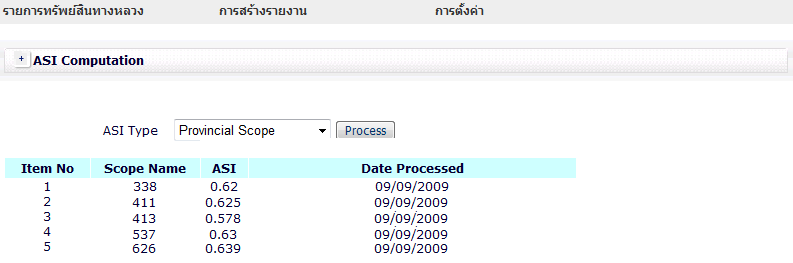 รายการทรัพย์สินทางหลวง การสร้างรายงาน การตั้งค่า
+ ASI Computation
ASI Type Provincial Scope Process
Item No Scope Name ASI Date Processed
1 338 0.62 09/09/2009
2 411 0.625 09/09/2009
3 413 0.578 09/09/2009
4 537 0.63 09/09/2009
5 626 0.639 09/09/2009